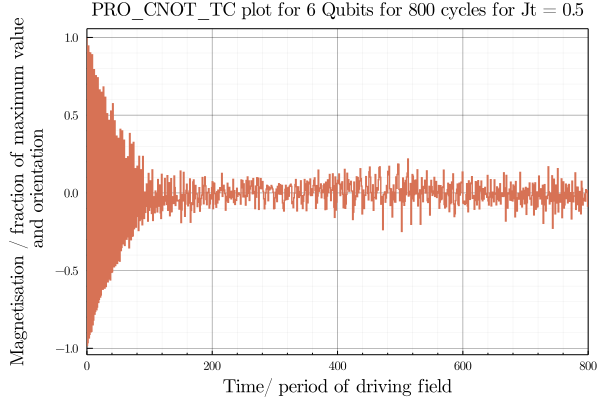 PRO_CNOT_TC plot for 6 Qubits for 800 cycles for Jt = 0.5
Magnetisation / fraction of maximum value
and orientation
1.0
0.5
0.0
−0.5
−1.0
0
200
400
600
800
Time/ period of driving field